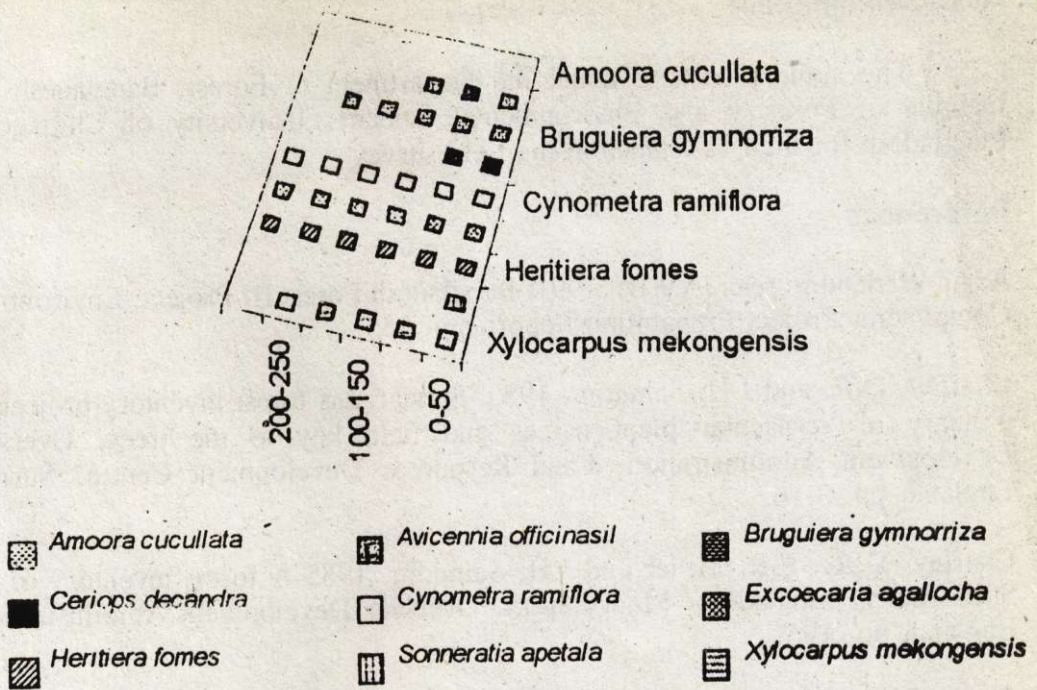 Amoora cucullata
Bruguiera gymnorriza
Cynometra ramiflora
Heritiera fomes
Xylocarpus mekongensis
200-250
100-150
0-50
Amoora cucullata
Avicennia officinasil
Bruguiera gymnorriza
Ceriops decandra
Cynometra ramiflora
Excoecaria agallocha
Heritiera fomes
Sonneratia apetala
Xylocarpus mekongensis